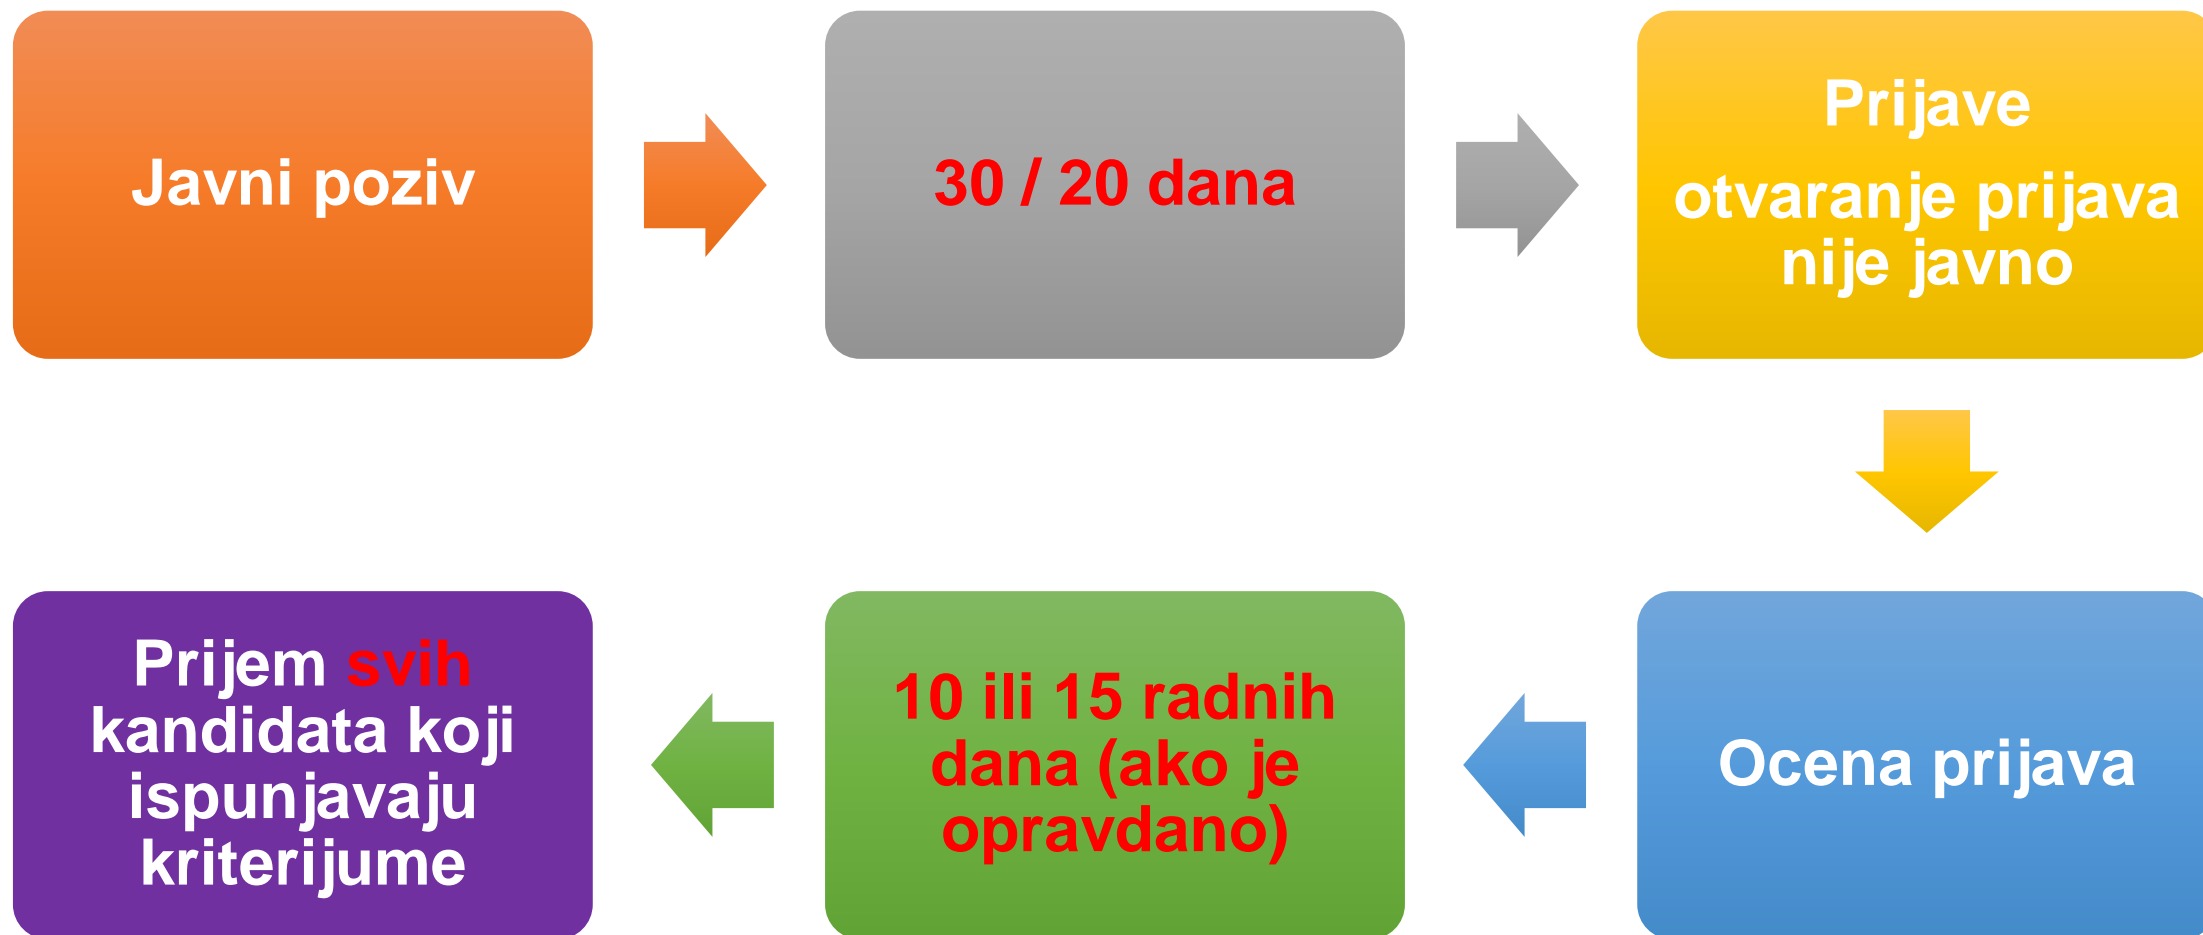 Javni poziv
30 / 20 dana
Prijave
otvaranje prijava
nije javno
Ocena prijava
10 ili 15 radnih
dana (ako je
opravdano)
Prijem svih
kandidata koji
ispunjavaju
kriterijume